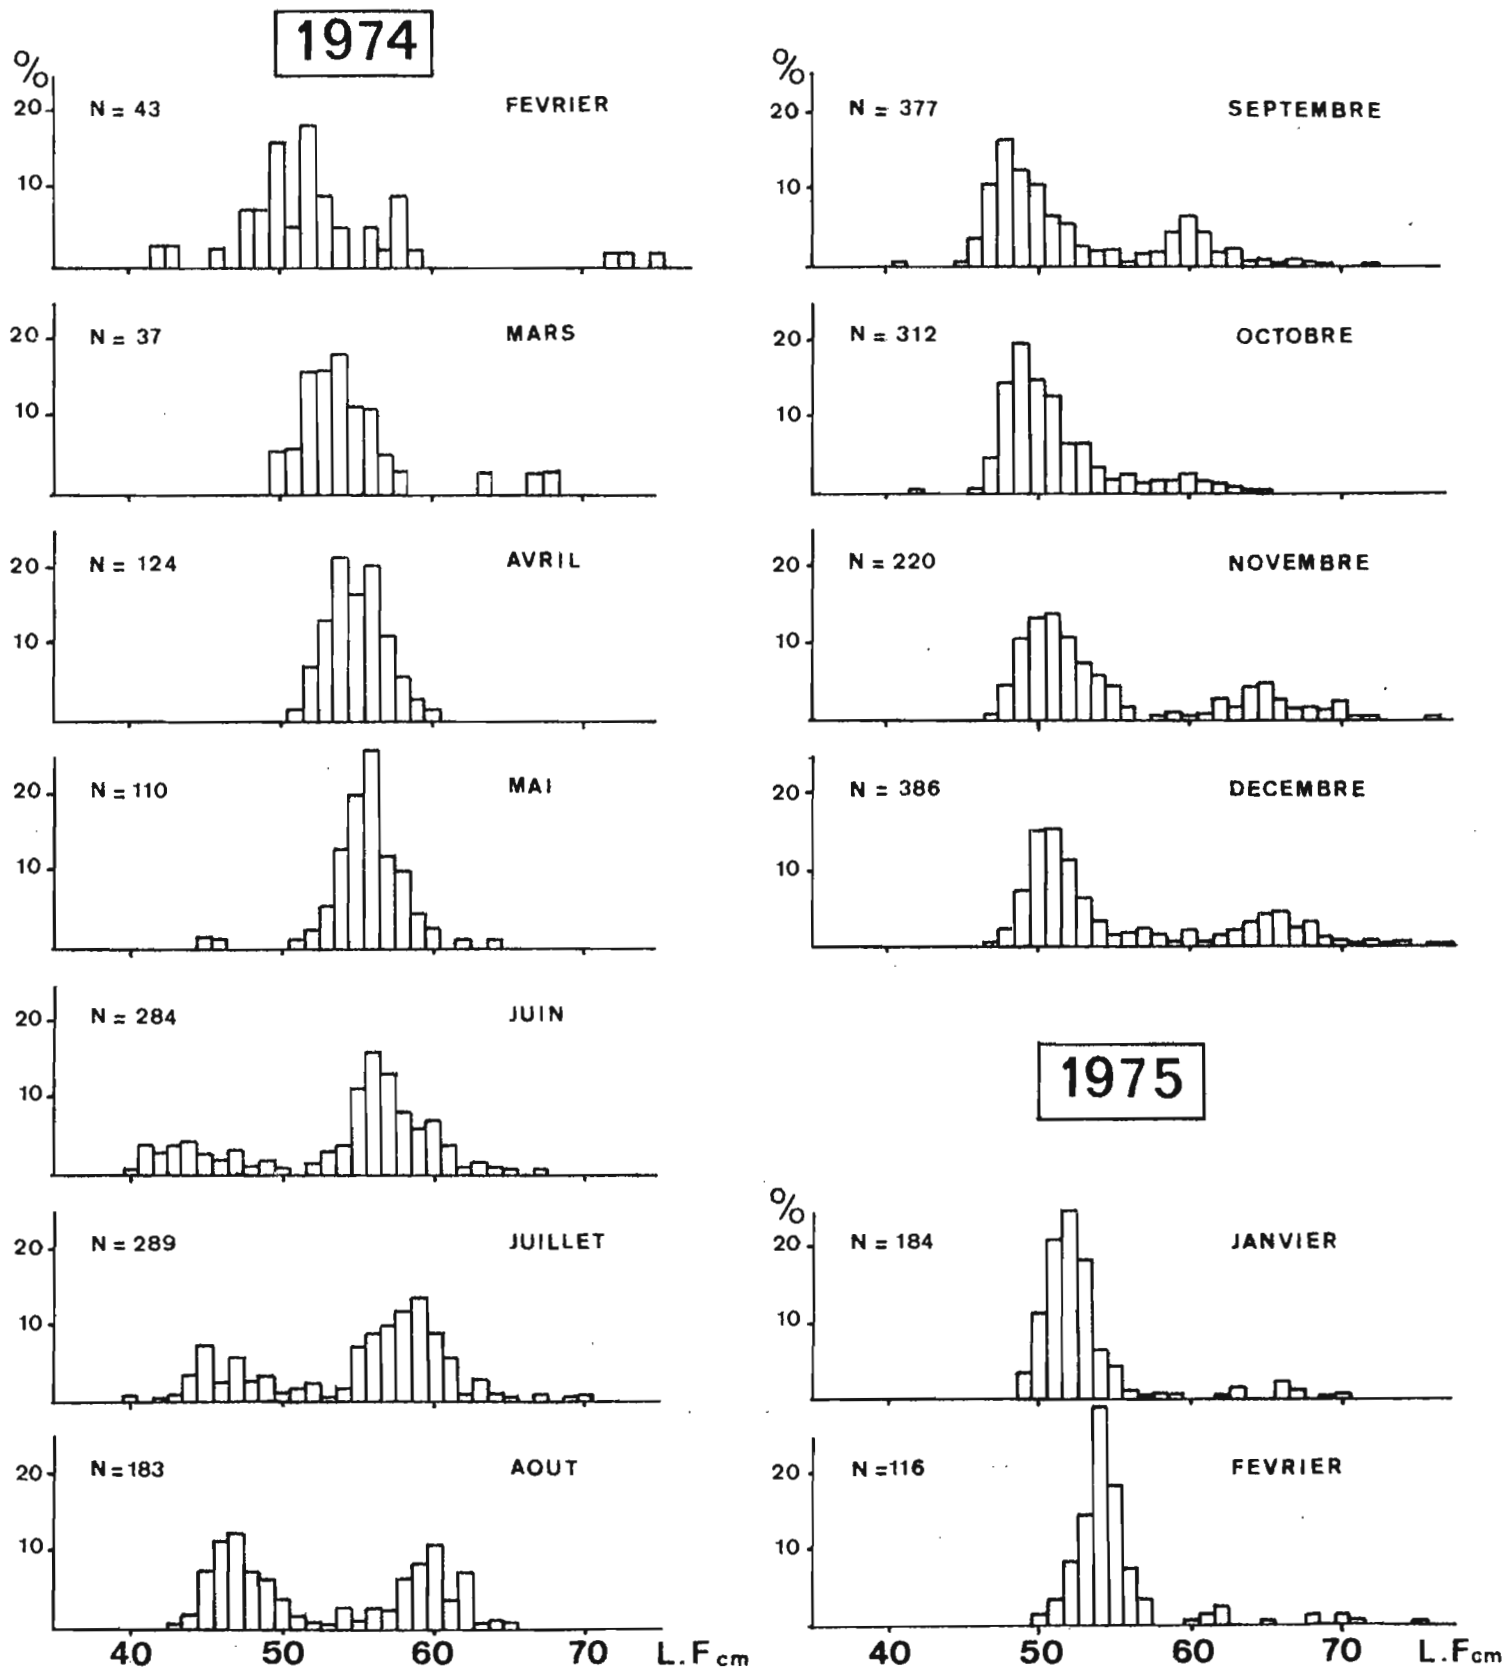 1974
%
N = 43
FEVRIER
20
10
N = 37
MARS
20
10
N = 124
AVRIL
20
10
N = 110
MAI
20
10
N = 284
JUIN
20
10
N = 289
JUILLET
20
10
N = 183
AOUT
20
10
40 50 60 70 L.F cm
%
N = 377
SEPTEMBRE
20
10
N = 312
OCTOBRE
20
10
N = 220
NOVEMBRE
20
10
N = 386
DECEMBRE
20
10
1975
%
N = 184
JANVIER
20
10
N = 116
FEVRIER
20
10
40 50 60 70 L.F cm